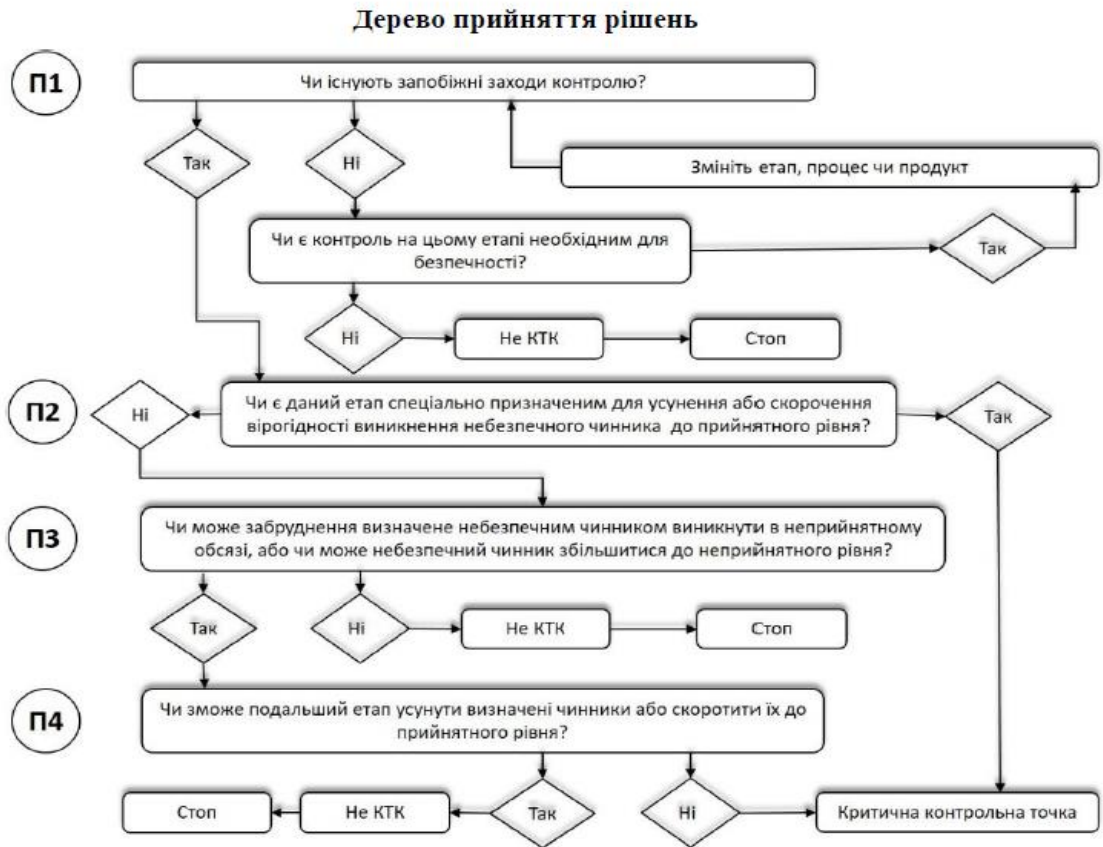 Дерево прийняття рішень
П1
Чи існують запобіжні заходи контролю?
Так
Ні
Змініть етап, процес чи продукт
Чи є контроль на цьому етапі необхідним для
безпечності?
Так
Ні
Не КТК
Стоп
П2
Ні
Чи є даний етап спеціально призначеним для усунення або скорочення
вірогідності виникнення небезпечного чинника до прийнятного рівня?
Так
П3
Чи може забруднення визначене небезпечним чинником виникнути в неприйнятному
обсязі, або чи може небезпечний чинник збільшитися до неприйнятного рівня?
Так
Ні
Не КТК
Стоп
П4
Чи зможе подальший етап усунути визначені чинники або скоротити їх до
прийнятного рівня?
Стоп
Не КТК
Так
Ні
Критична контрольна точка